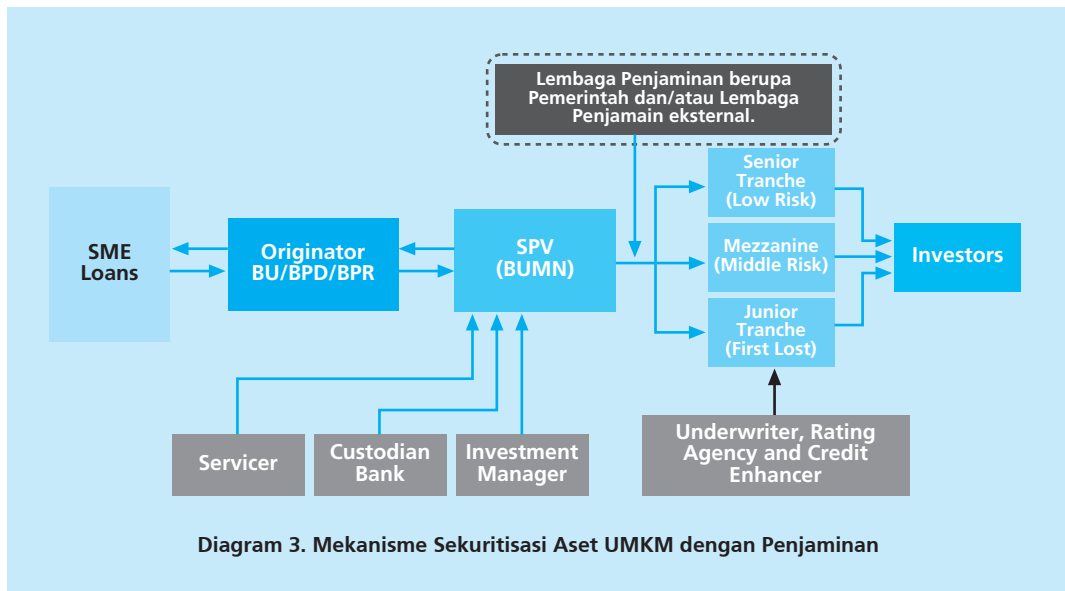 Lembaga Penjaminan berupa
Pemerintah dan/atau Lembaga
Penjamain eksternal.
SME
Loans
Originator
BU/BPD/BPR
SPV
(BUMN)
Senior
Tranche
(Low Risk)
Mezzanine
(Middle Risk)
Junior
Tranche
(First Lost)
Investors
Servicer
Custodian
Bank
Investment
Manager
Underwriter, Rating
Agency and Credit
Enhancer
Diagram 3. Mekanisme Sekuritisasi Aset UMKM dengan Penjaminan